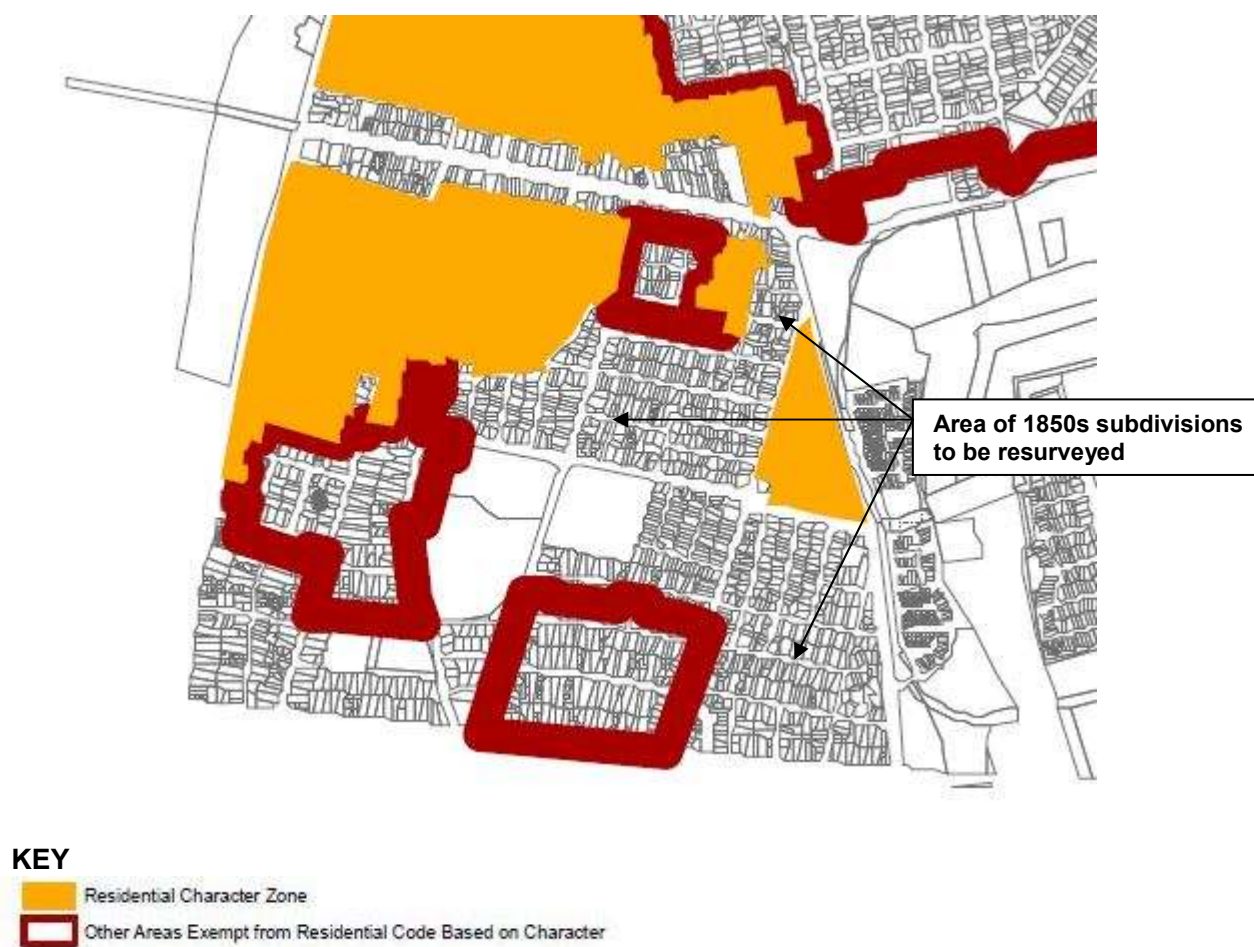 Area of 1850s subdivisions
to be resurveyed
KEY
Residential Character Zone
Other Areas Exempt from Residential Code Based on Character